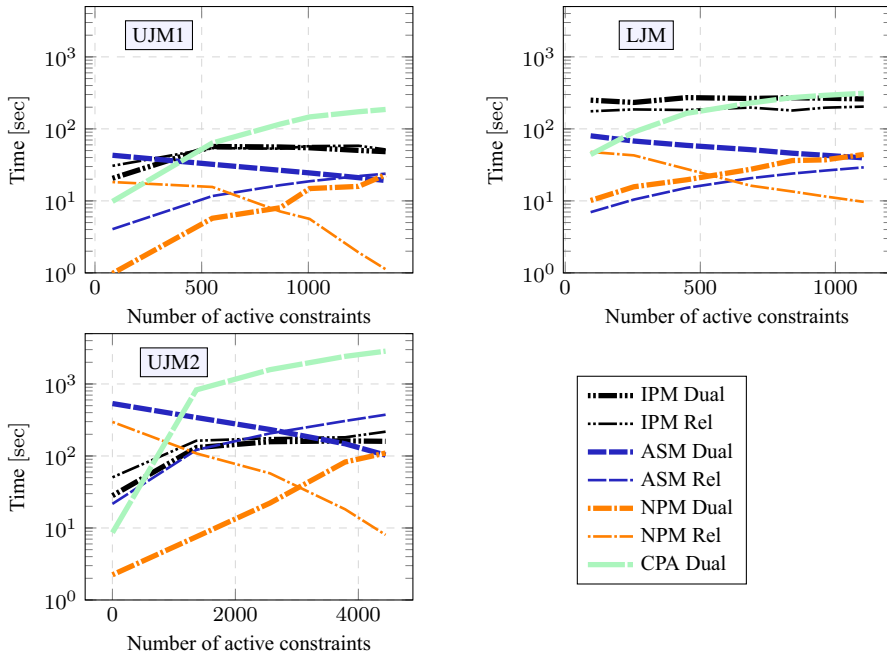 UJM1
10^3
10^2
10^1
10^0
Time [sec]
0 500 1000
Number of active constraints
LJM
10^3
10^2
10^1
10^0
Time [sec]
0 500 1000
Number of active constraints
UJM2
10^3
10^2
10^1
10^0
Time [sec]
0 2000 4000
Number of active constraints
IPM Dual
IPM Rel
ASM Dual
ASM Rel
NPM Dual
NPM Rel
CPA Dual